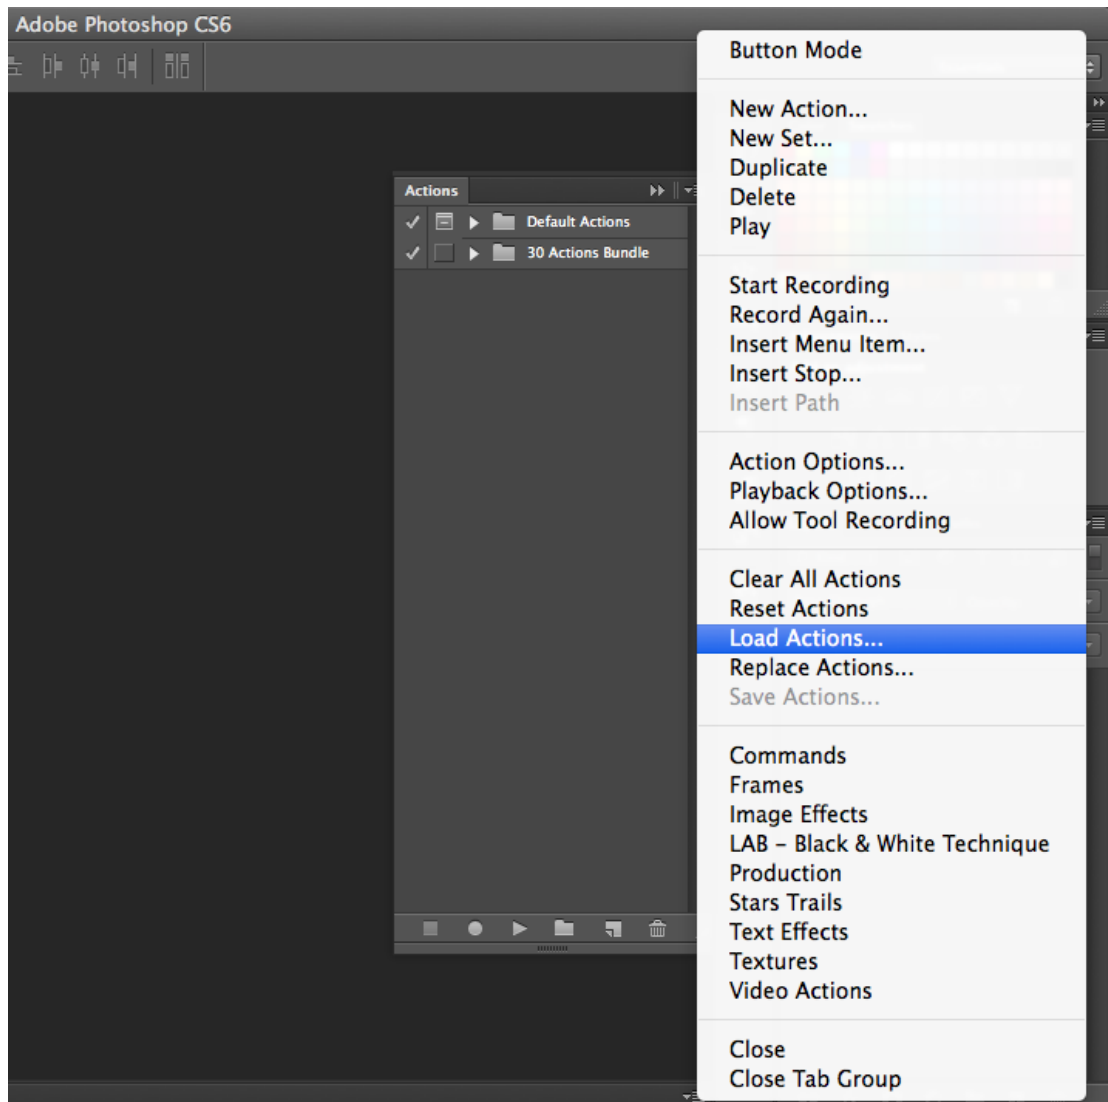 Adobe Photoshop CS6
Actions
Default Actions
30 Actions Bundle
Button Mode
New Action...
New Set...
Duplicate
Delete
Play
Start Recording
Record Again...
Insert Menu Item...
Insert Stop...
Insert Path
Action Options...
Playback Options...
Allow Tool Recording
Clear All Actions
Reset Actions
Load Actions...
Replace Actions...
Save Actions...
Commands
Frames
Image Effects
LAB – Black & White Technique
Production
Stars Trails
Text Effects
Textures
Video Actions
Close
Close Tab Group